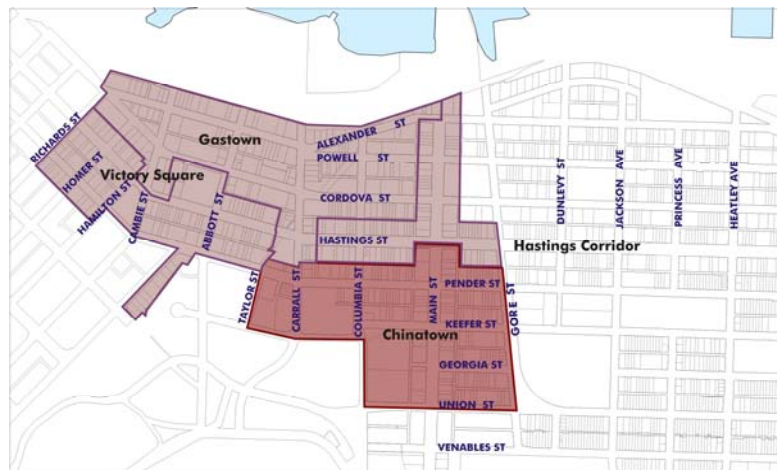 RICHARDS ST
HOMER ST
HAMILTON ST
Victory Square
CAMBIE ST
ABBOTT ST
Gastown
ALEXANDER ST
POWELL ST
CORDOVA ST
HASTINGS ST
DUNLEVY ST
JACKSON AVE
PRINCESS AVE
HEATLEY AVE
Hastings Corridor
TAYLOR ST
CARRALL ST
COLUMBIA ST
MAIN ST
PENDER ST
GORE ST
KEEFER ST
Chinatown
GEORGIA ST
UNION ST
VENABLES ST